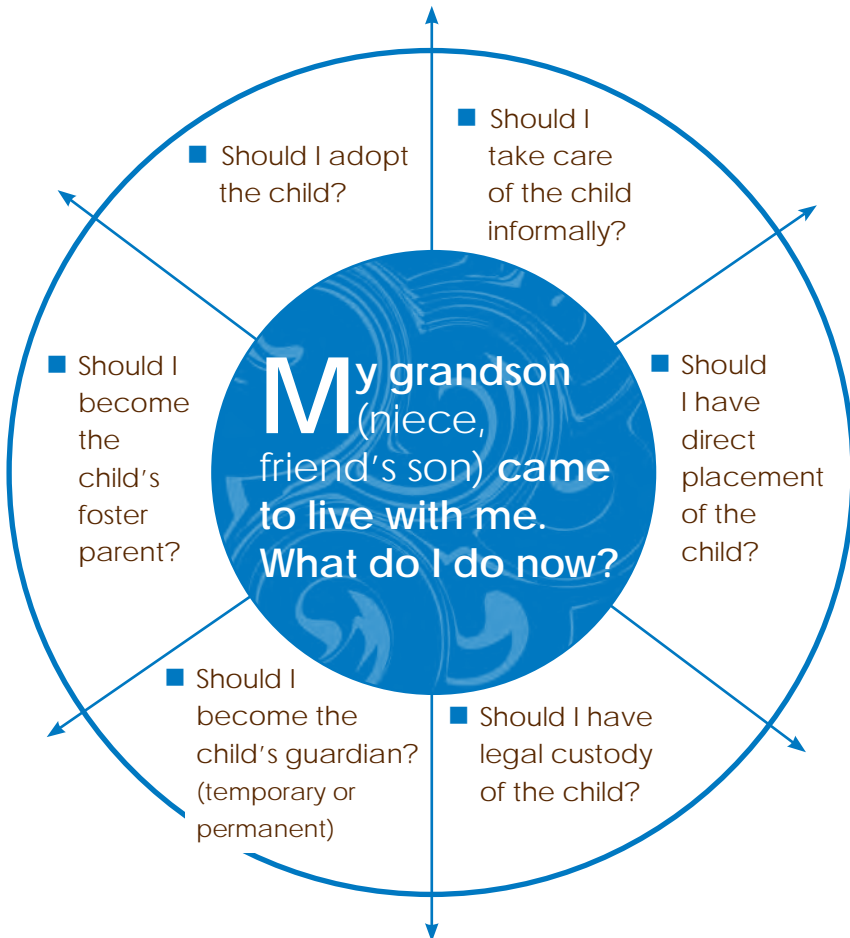 My grandson
(niece,
friend's son) came
to live with me.
What do I do now?
■ Should I
take care
of the child
informally?
■ Should
I have
direct
placement
of the
child?
■ Should I have
legal custody
of the child?
■ Should I
become the
child's guardian?
(temporary or
permanent)
■ Should I
become
the
child's
foster
parent?
■ Should I adopt
the child?